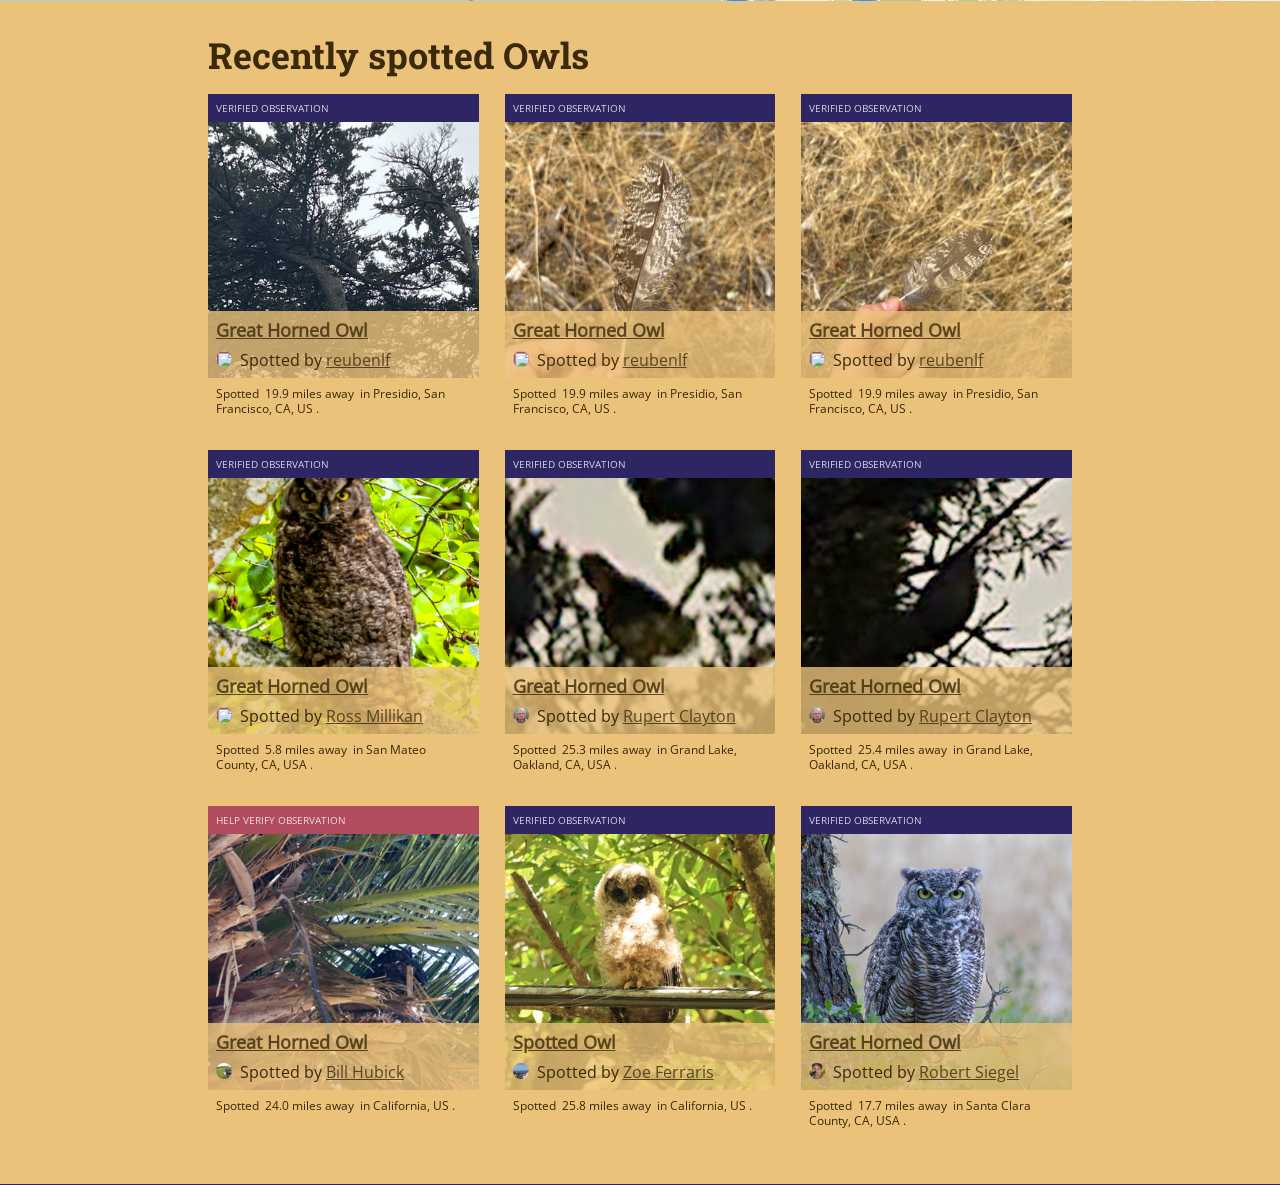 Recently spotted Owls
VERIFIED OBSERVATION
Great Horned Owl
Spotted by reubenlf
Spotted 19.9 miles away in Presidio, San
Francisco, CA, US .
VERIFIED OBSERVATION
Great Horned Owl
Spotted by reubenlf
Spotted 19.9 miles away in Presidio, San
Francisco, CA, US .
VERIFIED OBSERVATION
Great Horned Owl
Spotted by reubenlf
Spotted 19.9 miles away in Presidio, San
Francisco, CA, US .
VERIFIED OBSERVATION
Great Horned Owl
Spotted by Ross Millikan
Spotted 5.8 miles away in San Mateo
County, CA, USA .
VERIFIED OBSERVATION
Great Horned Owl
Spotted by Rupert Clayton
Spotted 25.3 miles away in Grand Lake,
Oakland, CA, USA .
VERIFIED OBSERVATION
Great Horned Owl
Spotted by Rupert Clayton
Spotted 25.4 miles away in Grand Lake,
Oakland, CA, USA .
HELP VERIFY OBSERVATION
Great Horned Owl
Spotted by Bill Hubick
Spotted 24.0 miles away in California, US .
VERIFIED OBSERVATION
Spotted Owl
Spotted by Zoe Ferraris
Spotted 25.8 miles away in California, US .
VERIFIED OBSERVATION
Great Horned Owl
Spotted by Robert Siegel
Spotted 17.7 miles away in Santa Clara
County, CA, USA .